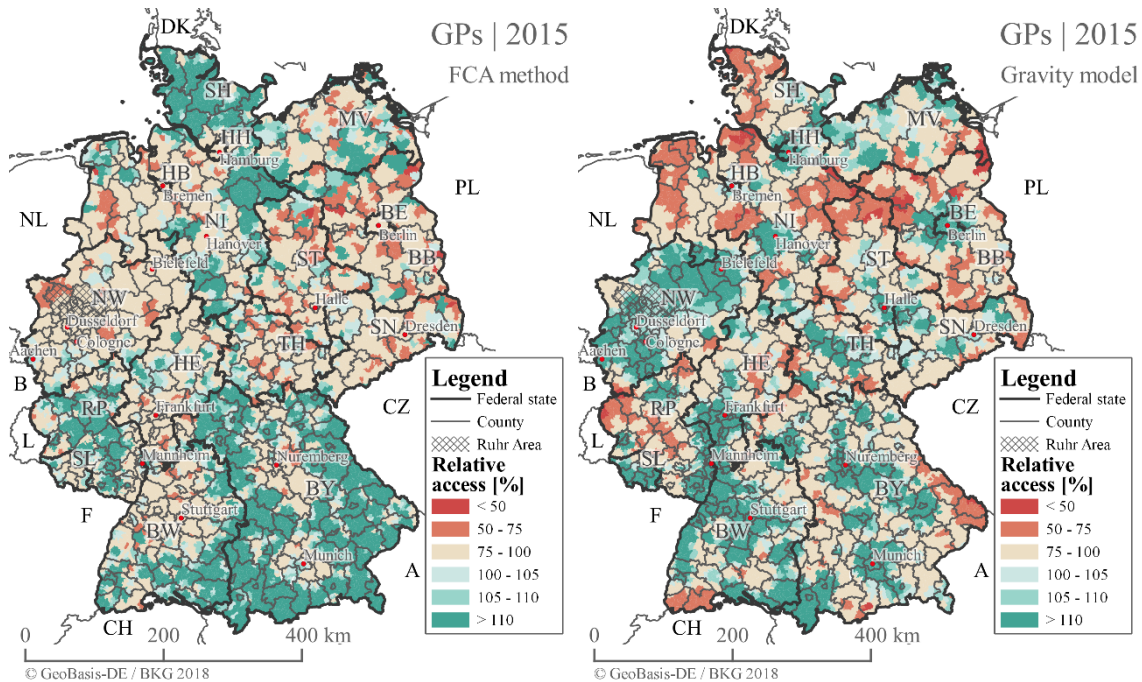 GPs | 2015
FCA method
DK
SH
MV
HH
Hamburg
HB
Bremen
PL
NL
NI
BE
Hanover
Berlin
Bielefeld
ST
BB
NW
Halle
Dusseldorf
SN
Dresden
Cologne
Aachen
TH
HE
B
RP
Frankfurt
CZ
L
SL
Mannheim
Nuremberg
BY
F
Stuttgart
BW
Munich
A
CH
Legend
Federal state
County
Ruhr Area
Relative
access [%]
< 50
50 - 75
75 - 100
100 - 105
105 - 110
> 110
0 200 400 km
© GeoBasis-DE / BKG 2018
GPs | 2015
Gravity model
DK
SH
MV
HH
Hamburg
HB
Bremen
PL
NL
NI
BE
Hanover
Berlin
Bielefeld
ST
BB
NW
Halle
Dusseldorf
SN
Dresden
Cologne
Aachen
TH
HE
B
RP
Frankfurt
CZ
L
SL
Mannheim
Nuremberg
BY
F
Stuttgart
BW
Munich
A
CH
Legend
Federal state
County
Ruhr Area
Relative
access [%]
< 50
50 - 75
75 - 100
100 - 105
105 - 110
> 110
0 200 400 km
© GeoBasis-DE / BKG 2018